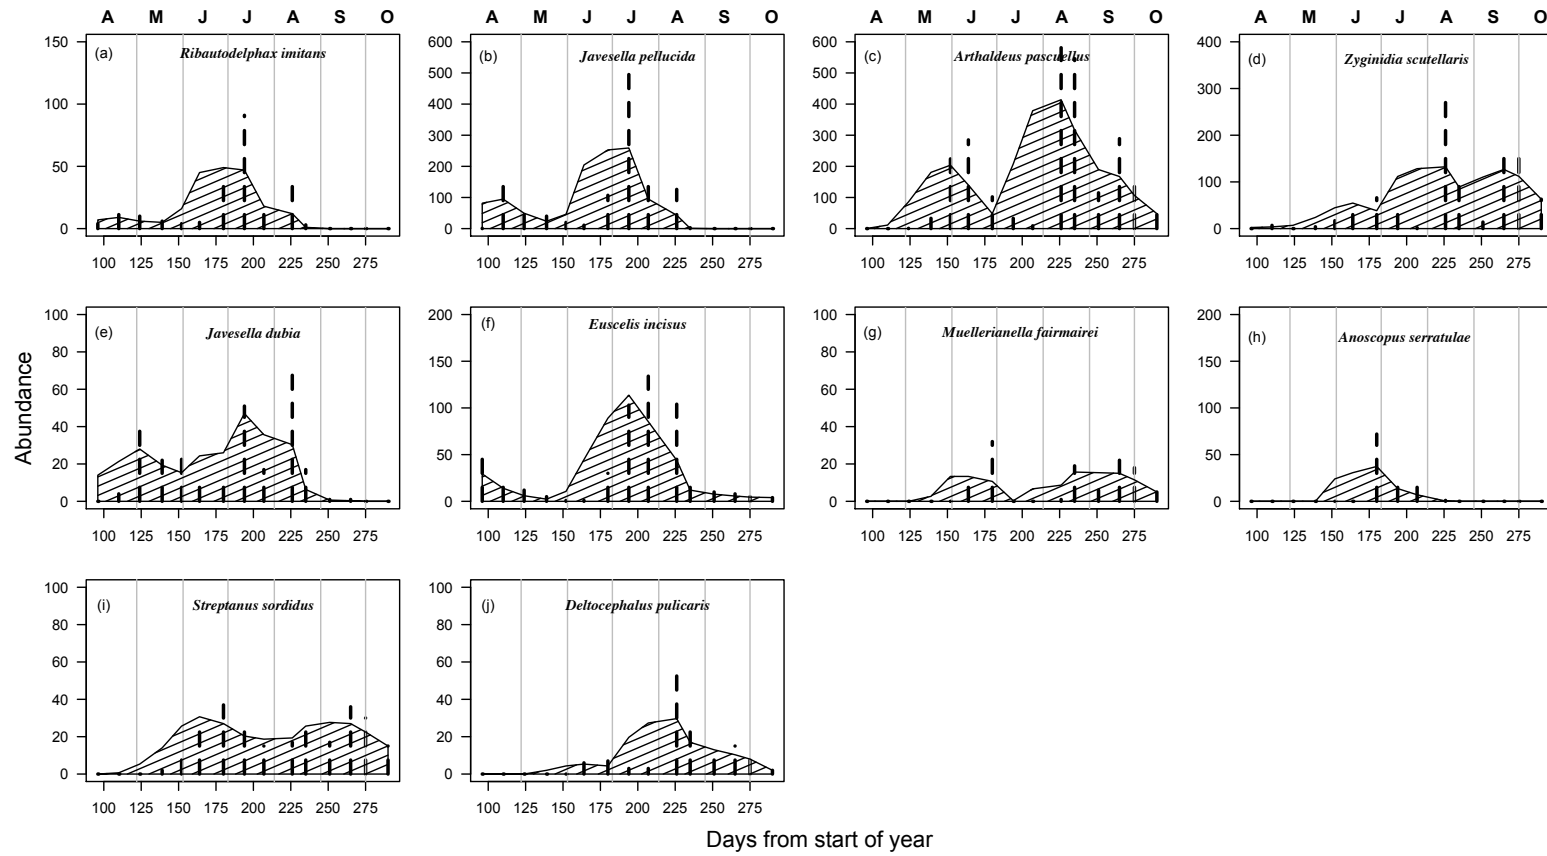 A M J J A S O A M J J A S O A M J J A S O A M J J A S O
(a) Ribautodelphax imitans
150
100
50
0
100 125 150 175 200 225 250 275
(b) Javesella pellucida
600
500
400
300
200
100
0
100 125 150 175 200 225 250 275
(c) Arthaldeus pascuellus
600
500
400
300
200
100
0
100 125 150 175 200 225 250 275
(d) Zyginidia scutellaris
400
300
200
100
0
100 125 150 175 200 225 250 275
Abundance
(e) Javesella dubia
100
80
60
40
20
0
100 125 150 175 200 225 250 275
(f) Euscelis incisus
200
150
100
50
0
100 125 150 175 200 225 250 275
(g) Muellerianella fairmairei
100
80
60
40
20
0
100 125 150 175 200 225 250 275
(h) Anoscopus serratulae
200
150
100
50
0
100 125 150 175 200 225 250 275
(i) Streptanus sordidus
100
80
60
40
20
0
100 125 150 175 200 225 250 275
(j) Deltocephalus pulicaris
100
80
60
40
20
0
100 125 150 175 200 225 250 275
Days from start of year